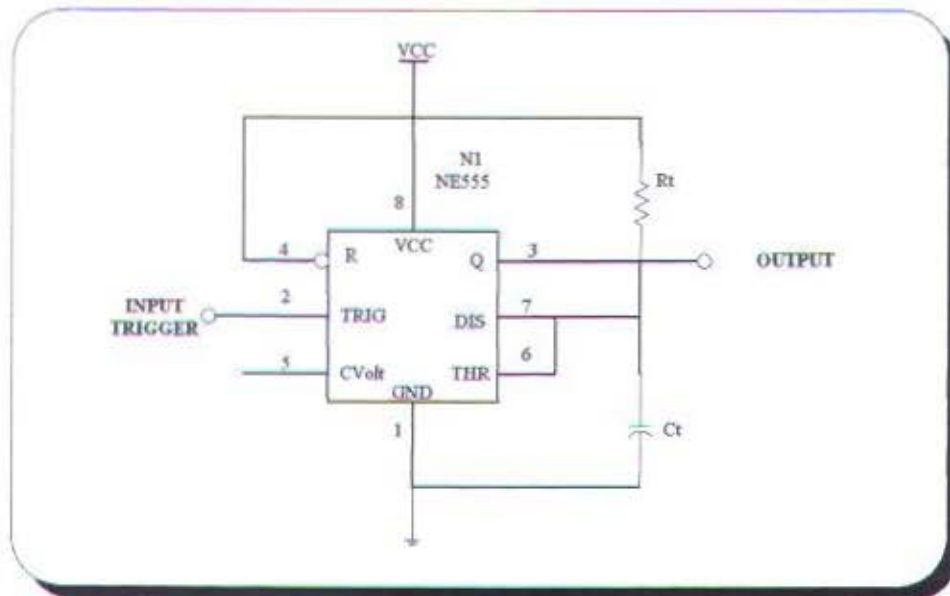 VCC
N1
NE555
Rt
8
VCC
4
R
Q
3
OUTPUT
INPUT
TRIGGER
2
TRIG
DIS
7
5
CVolt
THR
6
GND
1
Ct